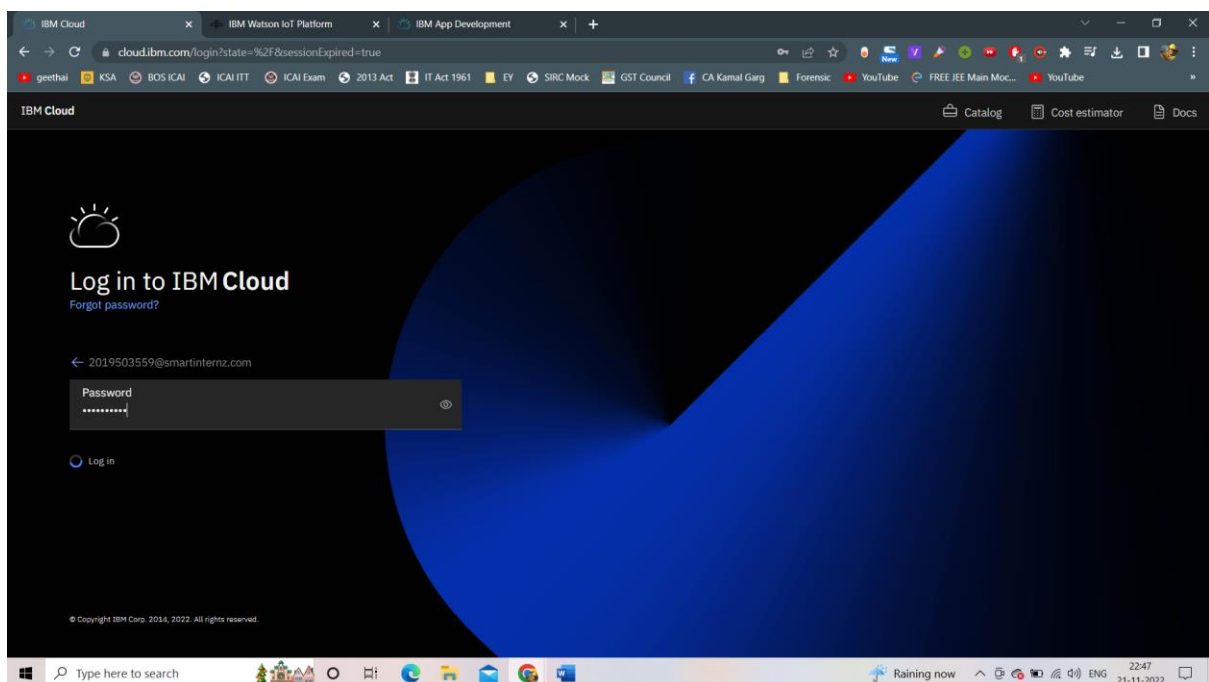 IBM Cloud
IBM Watson IoT Platform
IBM App Development
cloud.ibm.com/login?state=%2F&sessionExpired=true
New
geethai
KSA
BOS ICAI
ICAI ITT
ICAI Exam
2013 Act
IT Act 1961
EY
SIRC Mock
GST Council
CA Kamal Garg
Forensic
YouTube
FREE JEE Main Moc...
YouTube
IBM Cloud
Catalog
Cost estimator
Docs
Log in to IBM Cloud
Forgot password?
2019503559@smartinternz.com
Password
••••••••••
Log in
© Copyright IBM Corp. 2014, 2022. All rights reserved.
Type here to search
Raining now
ENG
22:47
21-11-2022